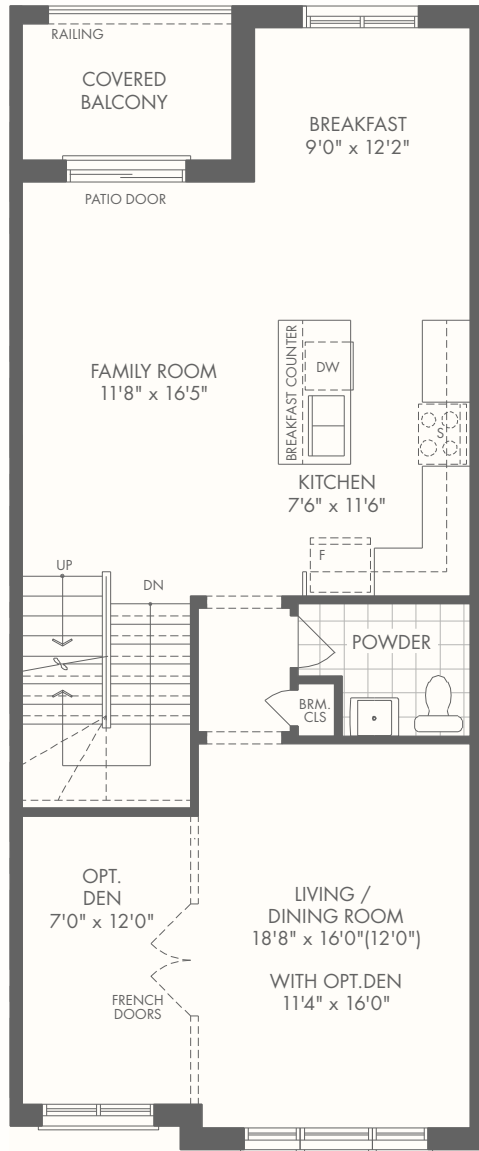 RAILING
COVERED
BALCONY
BREAKFAST
9'0" x 12'2"
PATIO DOOR
FAMILY ROOM
11'8" x 16'5"
BREAKFAST COUNTER
DW
S
KITCHEN
7'6" x 11'6"
F
UP
DN
POWDER
BRM.
CLS
OPT.
DEN
7'0" x 12'0"
FRENCH
DOORS
LIVING /
DINING ROOM
18'8" x 16'0"(12'0")
WITH OPT.DEN
11'4" x 16'0"